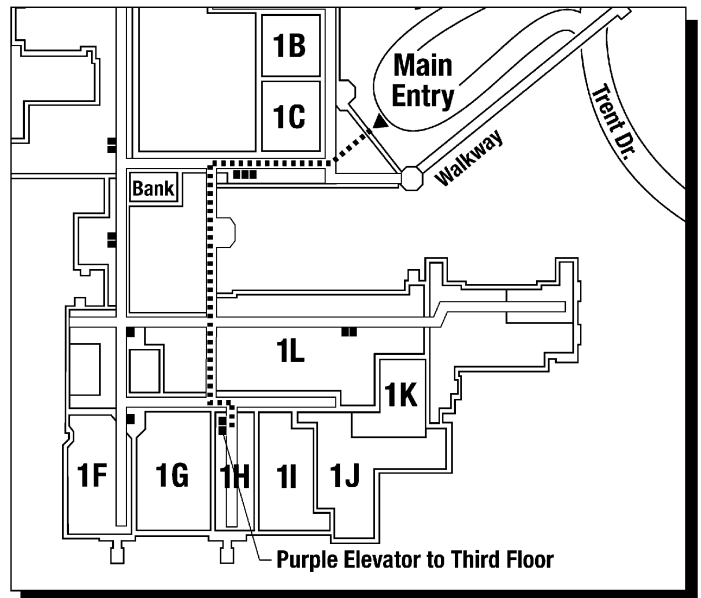 1B
Main
Entry
1C
Trent Dr.
Walkway
Bank
1L
1K
1F
1G
1H
1I
1J
Purple Elevator to Third Floor